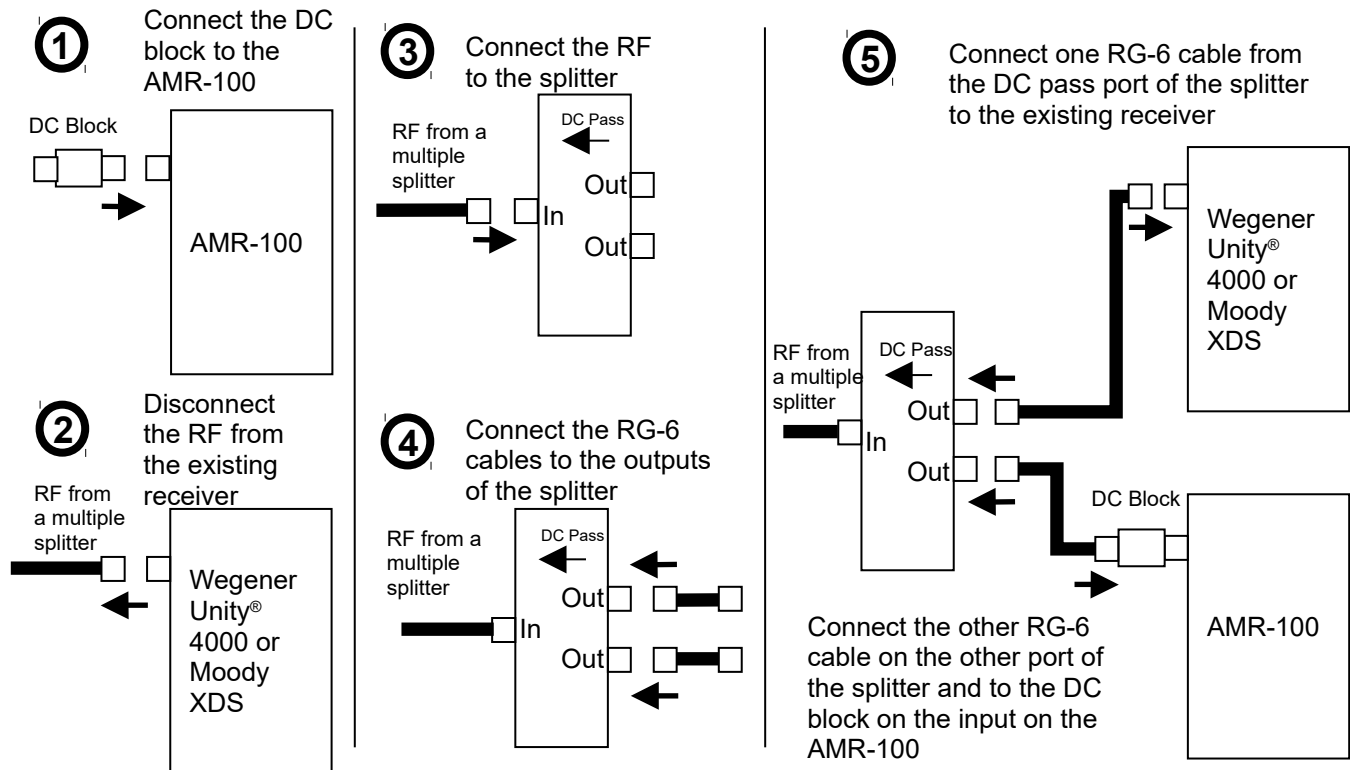 1
Connect the DC
block to the
AMR-100
DC Block
AMR-100
2
Disconnect
the RF from
the existing
receiver
RF from
a multiple
splitter
Wegener
Unity®
4000 or
Moody
XDS
3
Connect the RF
to the splitter
RF from a
multiple
splitter
DC Pass
Out
In
Out
4
Connect the RG-6
cables to the outputs
of the splitter
RF from a
multiple
splitter
DC Pass
Out
In
Out
5
Connect one RG-6 cable from
the DC pass port of the splitter
to the existing receiver
Wegener
Unity®
4000 or
Moody
XDS
RF from
a multiple
splitter
DC Pass
Out
In
Out
DC Block
AMR-100
Connect the other RG-6
cable on the other port of
the splitter and to the DC
block on the input on the
AMR-100